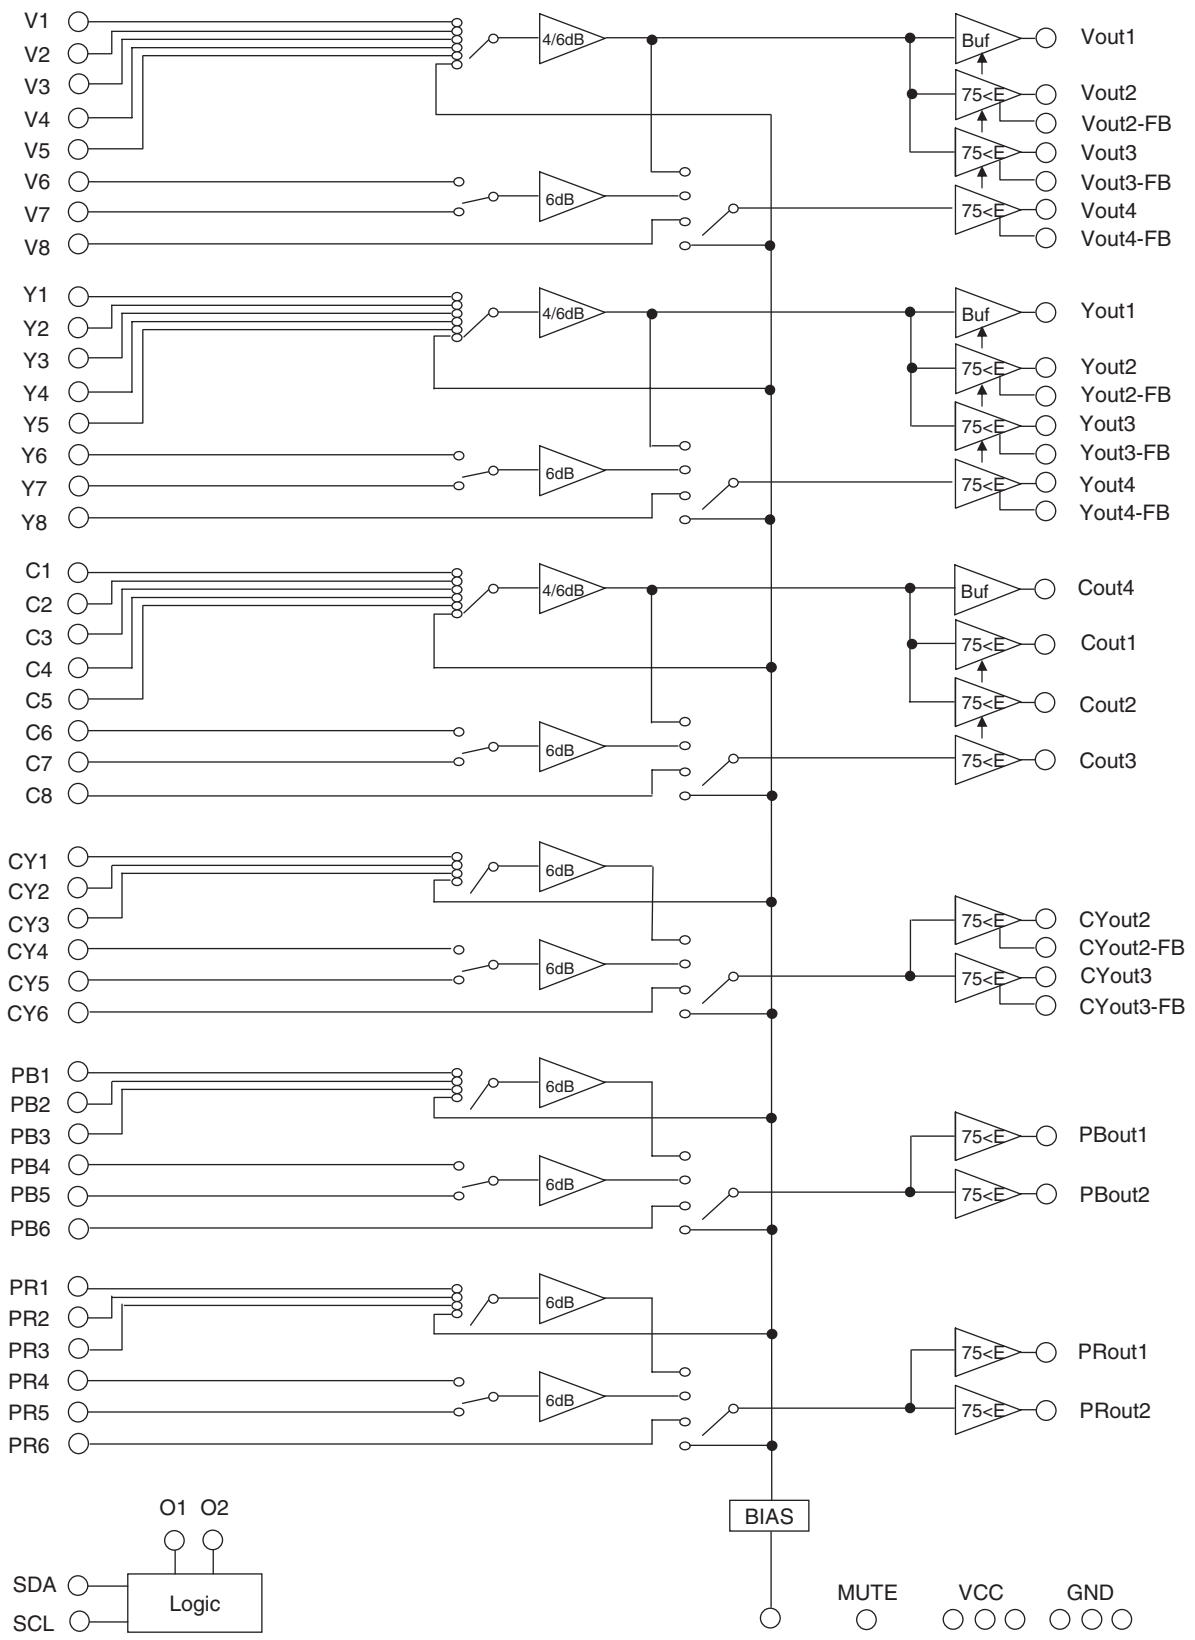 V1
4/6dB
Buf
Vout1
V2
V3
75<E
Vout2
V4
Vout2-FB
V5
75<E
Vout3
V6
Vout3-FB
6dB
V7
75<E
Vout4
V8
Vout4-FB
Y1
4/6dB
Buf
Yout1
Y2
Y3
75<E
Yout2
Y4
Yout2-FB
Y5
75<E
Yout3
Y6
Yout3-FB
6dB
Y7
75<E
Yout4
Y8
Yout4-FB
C1
4/6dB
Buf
Cout4
C2
C3
75<E
Cout1
C4
C5
75<E
Cout2
C6
6dB
C7
75<E
Cout3
C8
CY1
6dB
CY2
CY3
75<E
CYout2
CY4
CYout2-FB
6dB
CY5
75<E
CYout3
CY6
CYout3-FB
PB1
6dB
PB2
PB3
75<E
PBout1
PB4
6dB
PB5
75<E
PBout2
PB6
PR1
6dB
PR2
PR3
75<E
PRout1
PR4
6dB
PR5
75<E
PRout2
PR6
O1 O2
BIAS
SDA
Logic
SCL
MUTE
VCC
GND